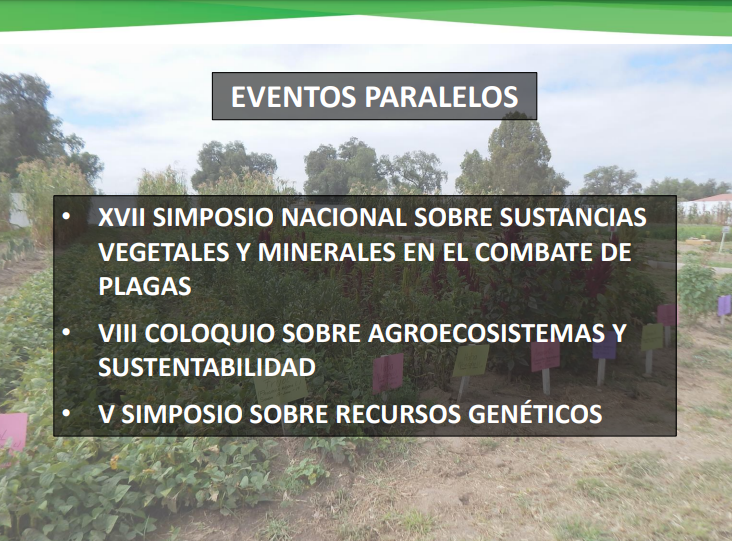 EVENTOS PARALELOS
• XVII SIMPOSIO NACIONAL SOBRE SUSTANCIAS
VEGETALES Y MINERALES EN EL COMBATE DE
PLAGAS
• VIII COLOQUIO SOBRE AGROECOSISTEMAS Y
SUSTENTABILIDAD
• V SIMPOSIO SOBRE RECURSOS GENÉTICOS